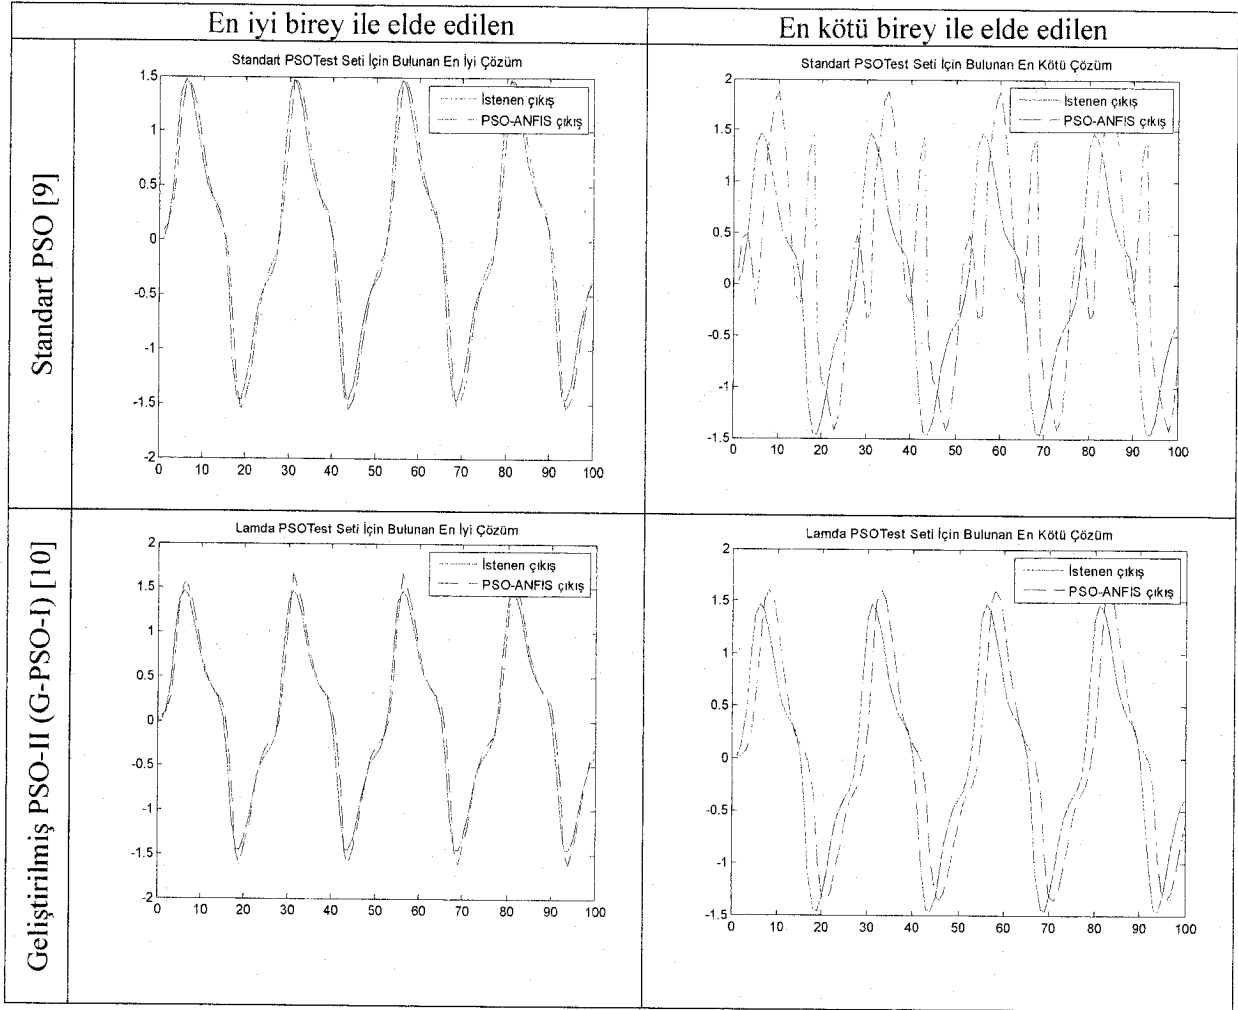 En iyi birey ile elde edilen
En kötü birey ile elde edilen
Standart PSO [9]
Standart PSOTest Seti İçin Bulunan En İyi Çözüm
İstenen çıkış
PSO-ANFIS çıkış
1.5
1
0.5
0
-0.5
-1
-1.5
-2
0 10 20 30 40 50 60 70 80 90 100
Standart PSOTest Seti İçin Bulunan En Kötü Çözüm
İstenen çıkış
PSO-ANFIS çıkış
2
1.5
1
0.5
0
-0.5
-1
-1.5
0 10 20 30 40 50 60 70 80 90 100
Geliştirilmiş PSO-II (G-PSO-I) [10]
Lamda PSOTest Seti İçin Bulunan En İyi Çözüm
İstenen çıkış
PSO-ANFIS çıkış
2
1.5
1
0.5
0
-0.5
-1
-1.5
-2
0 10 20 30 40 50 60 70 80 90 100
Lamda PSOTest Seti İçin Bulunan En Kötü Çözüm
İstenen çıkış
PSO-ANFIS çıkış
2
1.5
1
0.5
0
-0.5
-1
-1.5
0 10 20 30 40 50 60 70 80 90 100